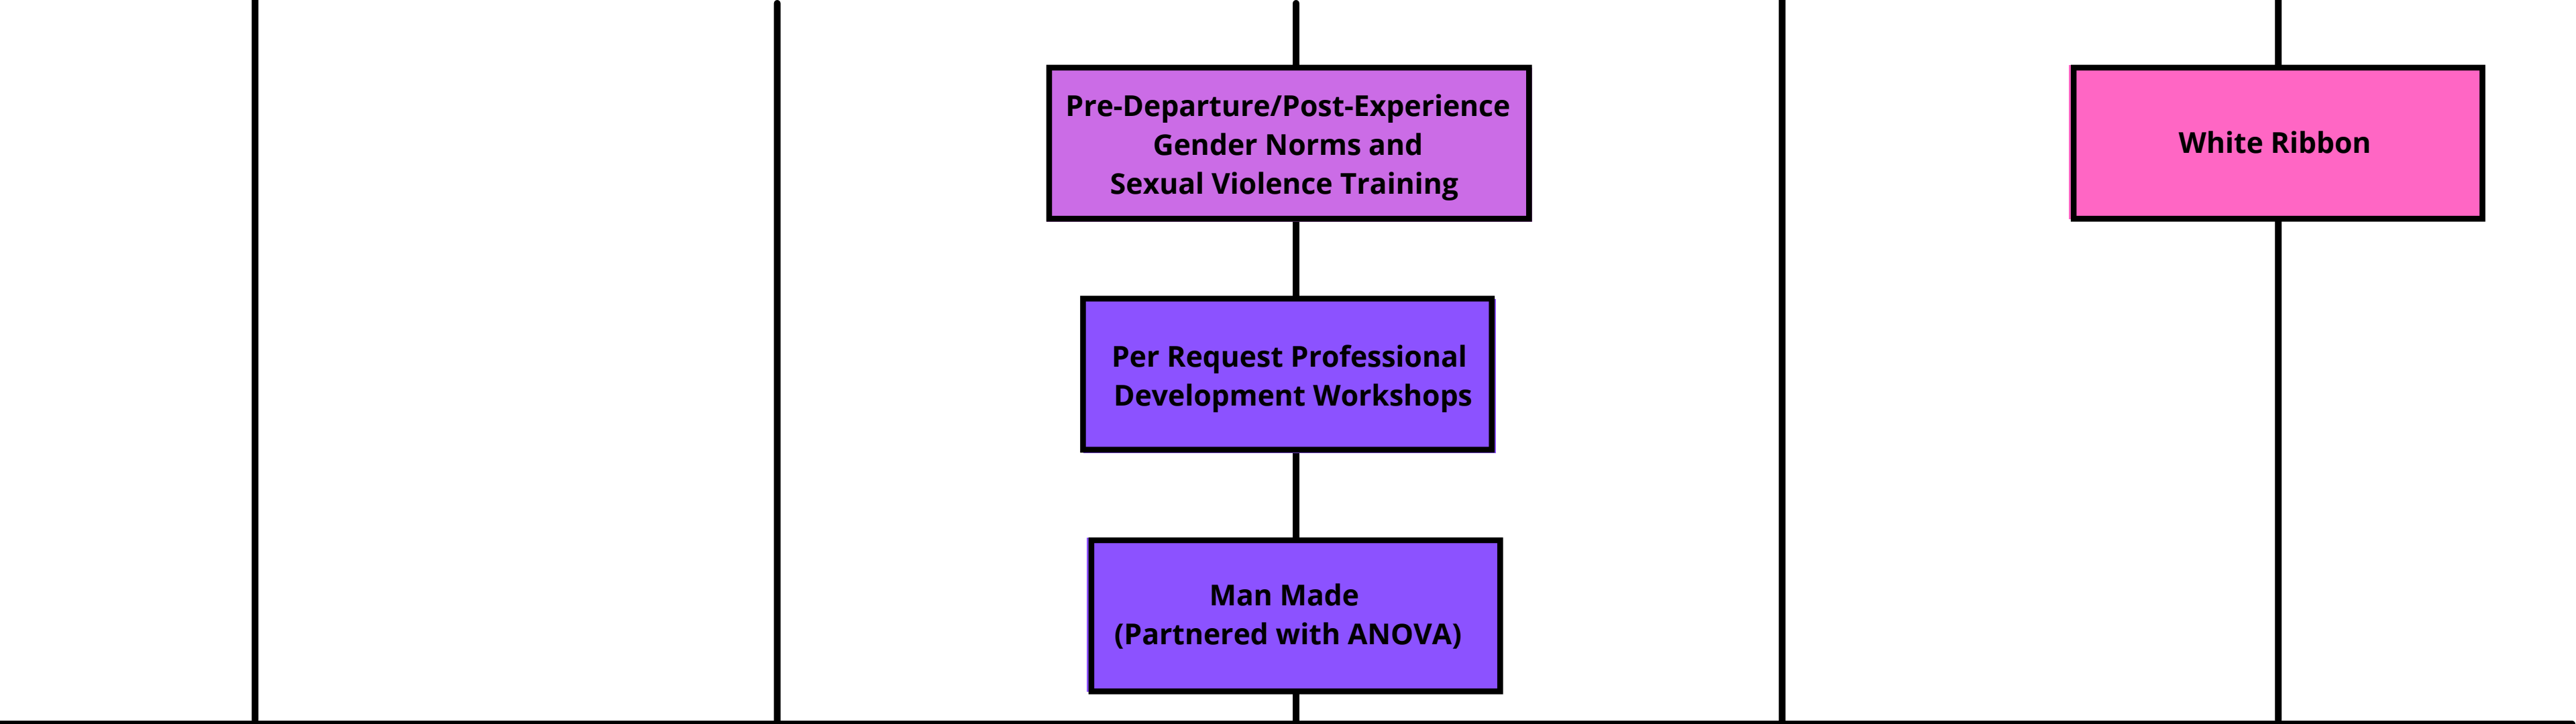 Pre-Departure/Post-Experience
Gender Norms and
Sexual Violence Training
White Ribbon
Per Request Professional
Development Workshops
Man Made
(Partnered with ANOVA)